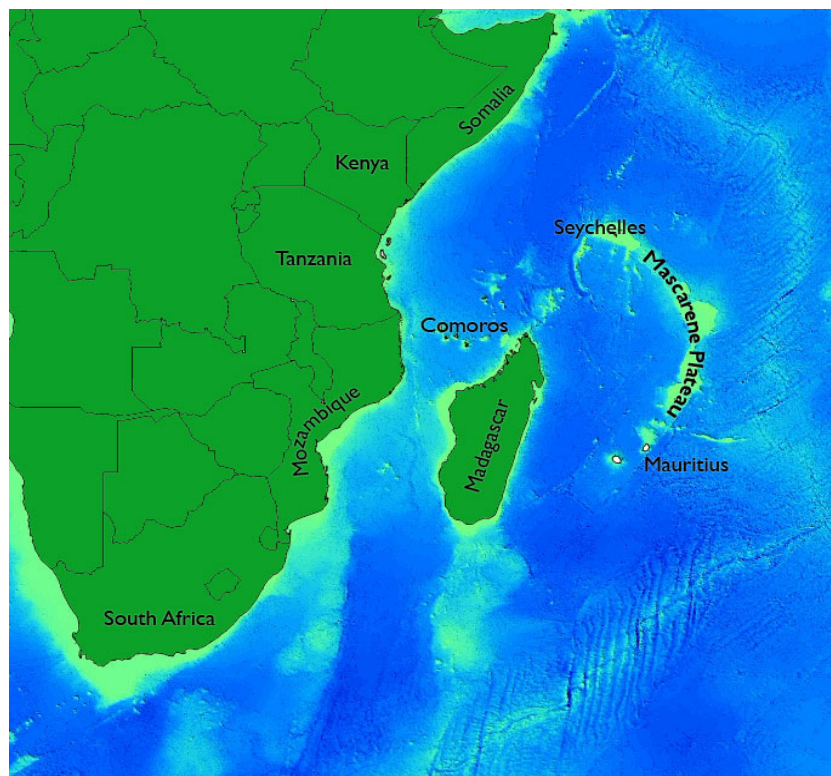 Somalia
Kenya
Seychelles
Tanzania
Mascarene Plateau
Comoros
Mozambique
Madagascar
Mauritius
South Africa